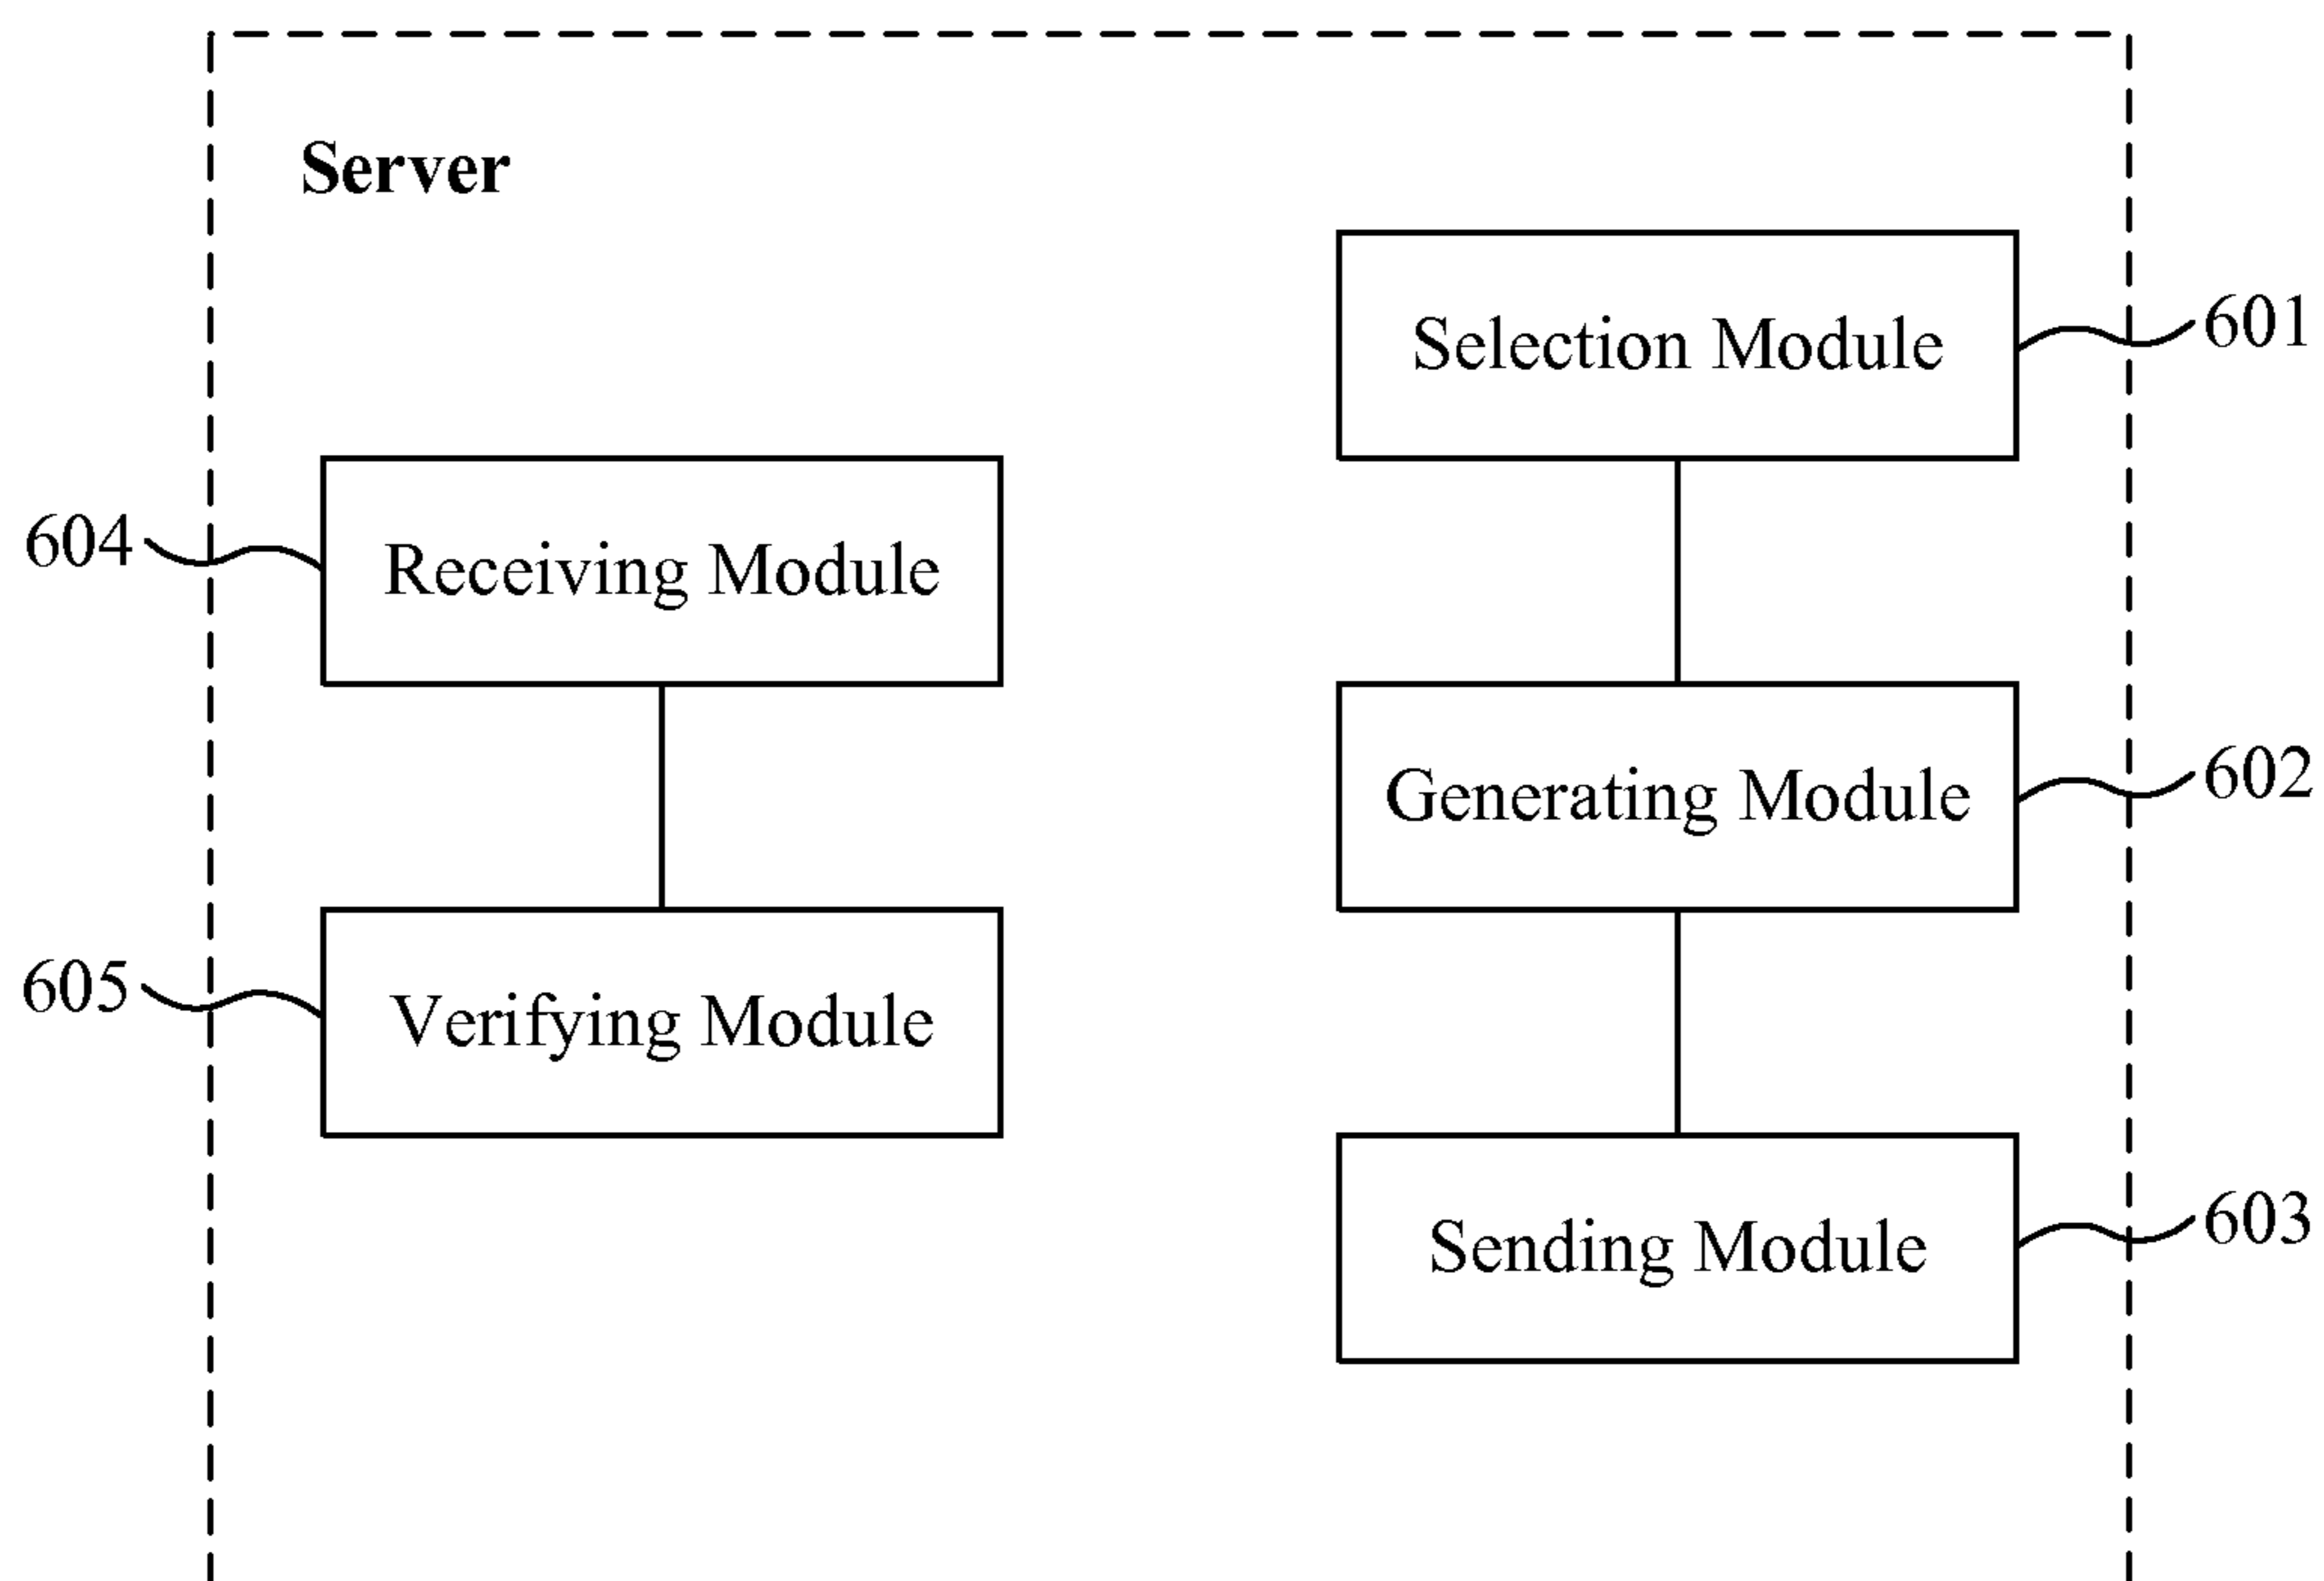 Server
Selection Module
601
604
Receiving Module
Generating Module
602
605
Verifying Module
Sending Module
603